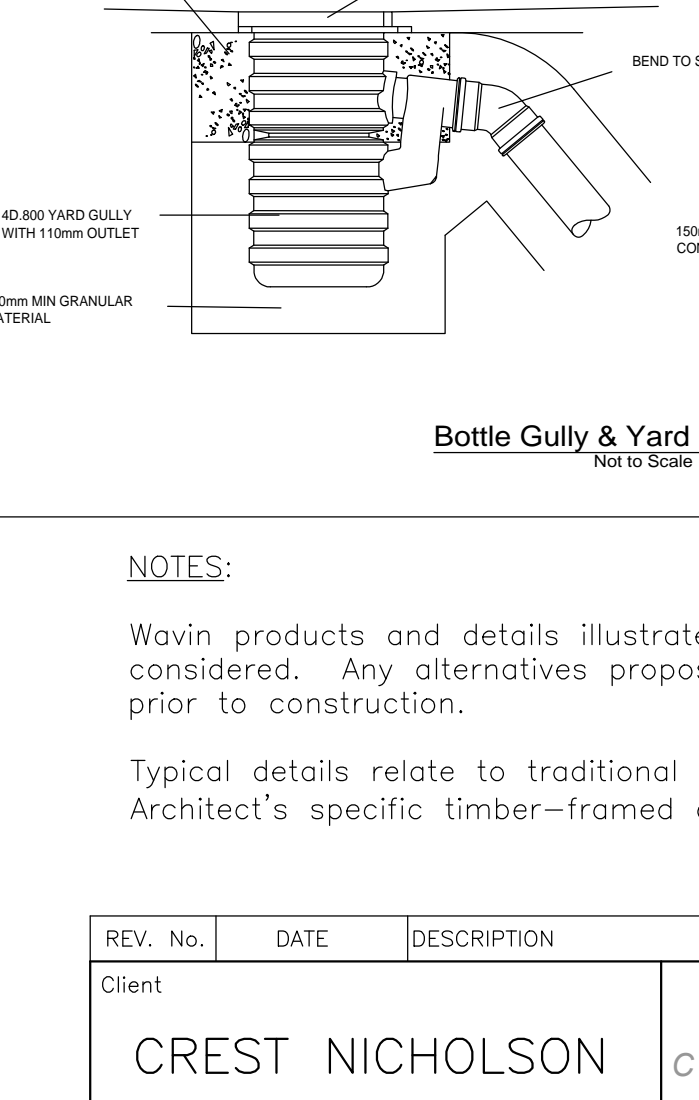 BEND TO S
4D.800 YARD GULLY
WITH 110mm OUTLET
150
CON
0mm MIN GRANULAR
ATERIAL
Bottle Gully & Yard
Not to Scale
NOTES:
Wavin products and details illustrate
considered. Any alternatives propos
prior to construction.
Typical details relate to traditional
Architect's specific timber-framed
REV. No. DATE DESCRIPTION
Client
CREST NICHOLSON
c